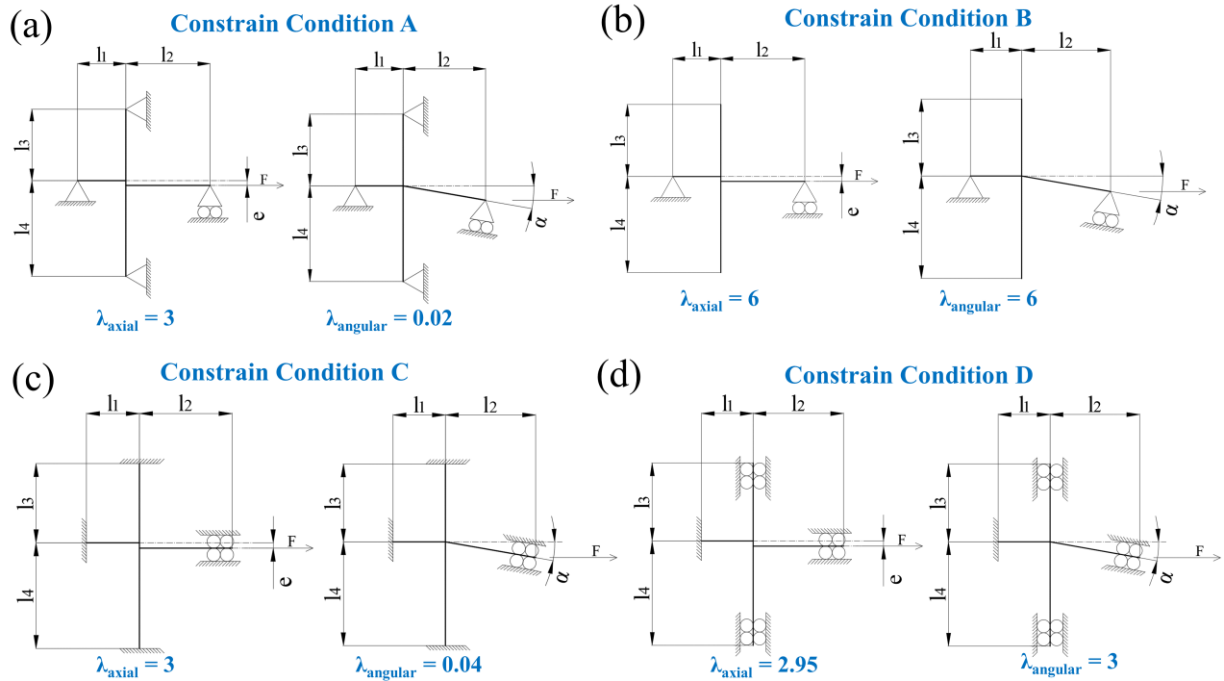 (a)
Constrain Condition A
l1
l2
l3
l4
F
e
λaxial = 3
l1
l2
l3
l4
F
α
λangular = 0.02
(b)
Constrain Condition B
l1
l2
l3
l4
F
e
λaxial = 6
l1
l2
l3
l4
F
α
λangular = 6
(c)
Constrain Condition C
l1
l2
l3
l4
F
e
λaxial = 3
l1
l2
l3
l4
F
α
λangular = 0.04
(d)
Constrain Condition D
l1
l2
l3
l4
F
e
λaxial = 2.95
l1
l2
l3
l4
F
α
λangular = 3